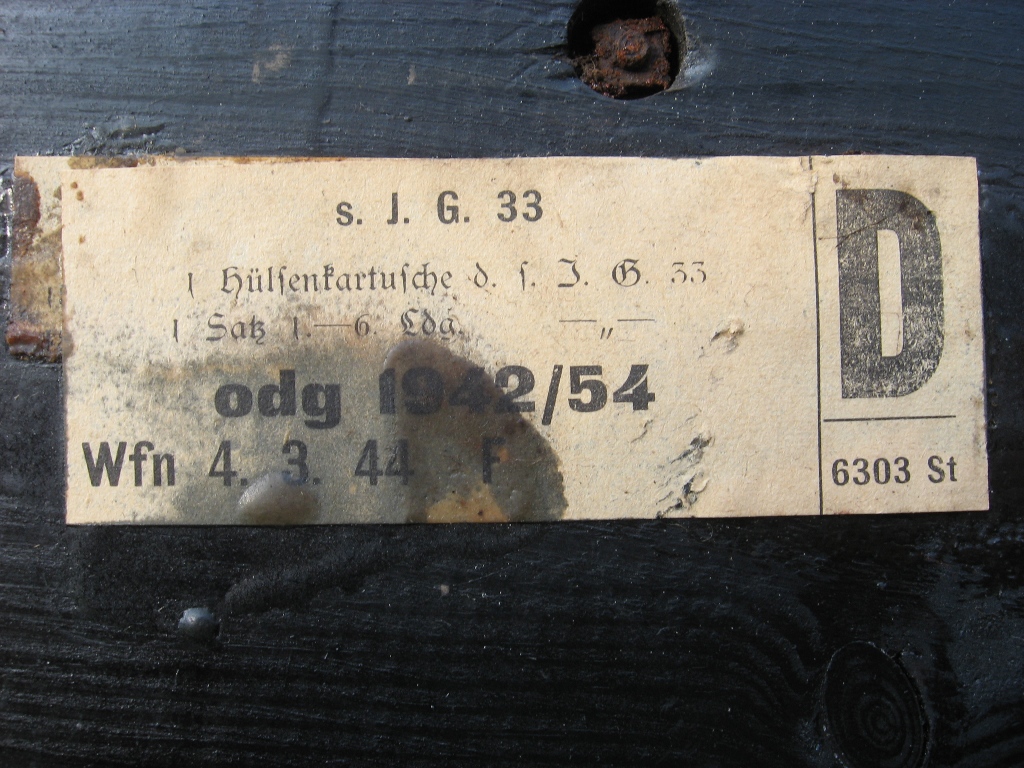 s. J. G. 33
1 Hülsenkartusche d. s. J. G. 33
1 Satz 1.—6. Ldg. —„—
odg 1942/54
Wfn 4. 3. 44 F
D
6303 St